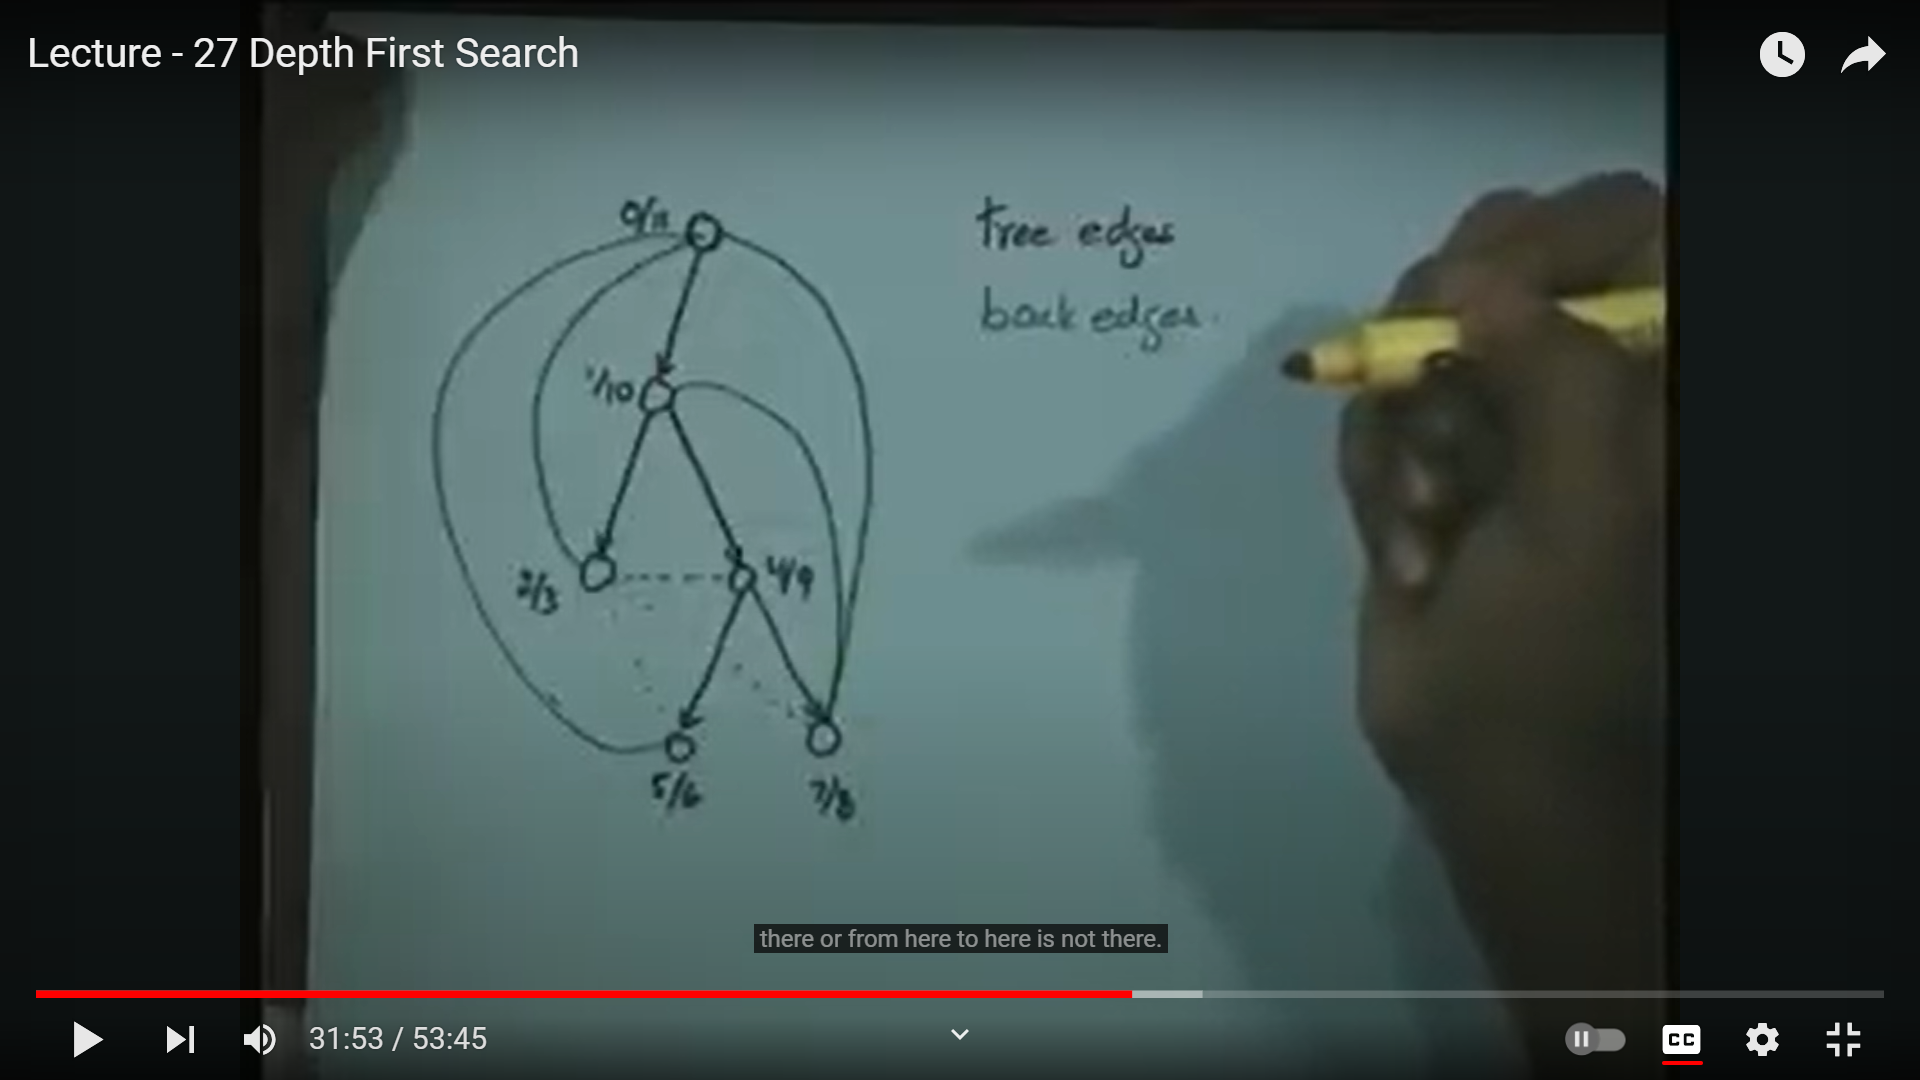 Lecture - 27 Depth First Search
0/11
tree edges
back edges
1/10
2/3
4/9
5/6
7/8
there or from here to here is not there.
31:53 / 53:45
CC